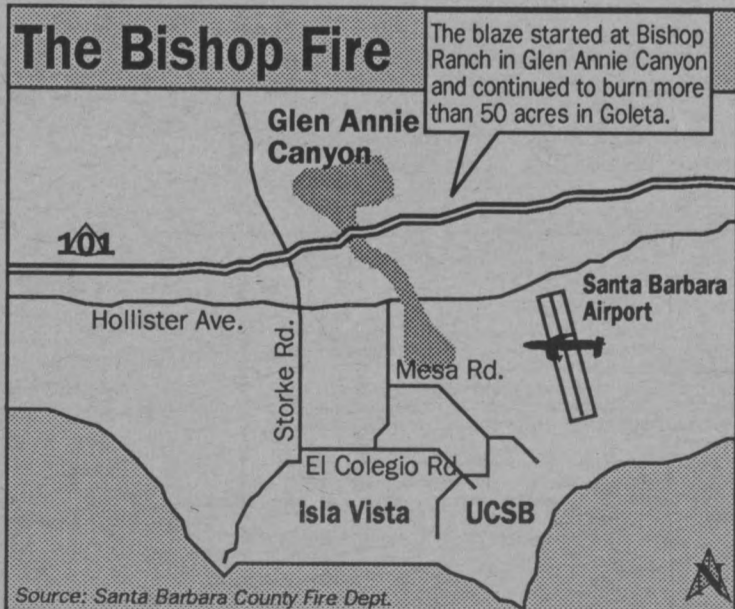 The Bishop Fire
The blaze started at Bishop
Ranch in Glen Annie Canyon
and continued to burn more
than 50 acres in Goleta.
Glen Annie
Canyon
101
Santa Barbara
Airport
Hollister Ave.
Storke Rd.
Mesa Rd.
El Colegio Rd
Isla Vista
UCSB
N
Source: Santa Barbara County Fire Dept.